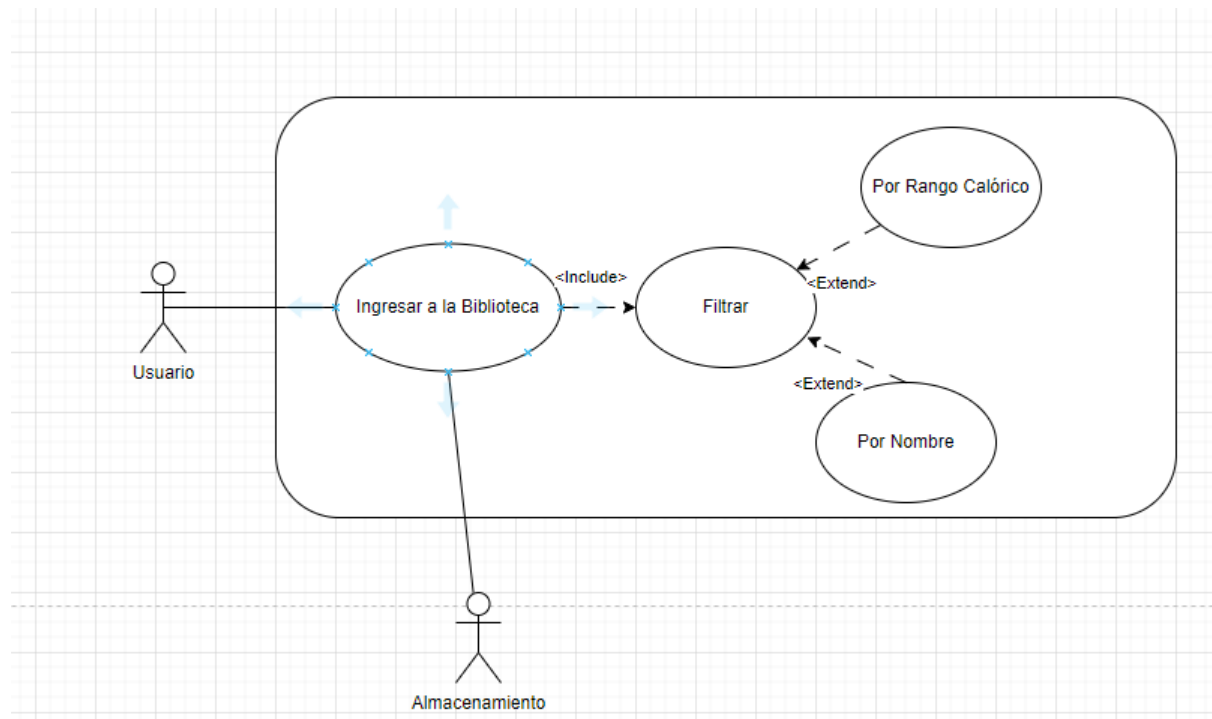 Por Rango Calórico
<Include>
<Extend>
Ingresar a la Biblioteca
Filtrar
Usuario
<Extend>
Por Nombre
Almacenamiento